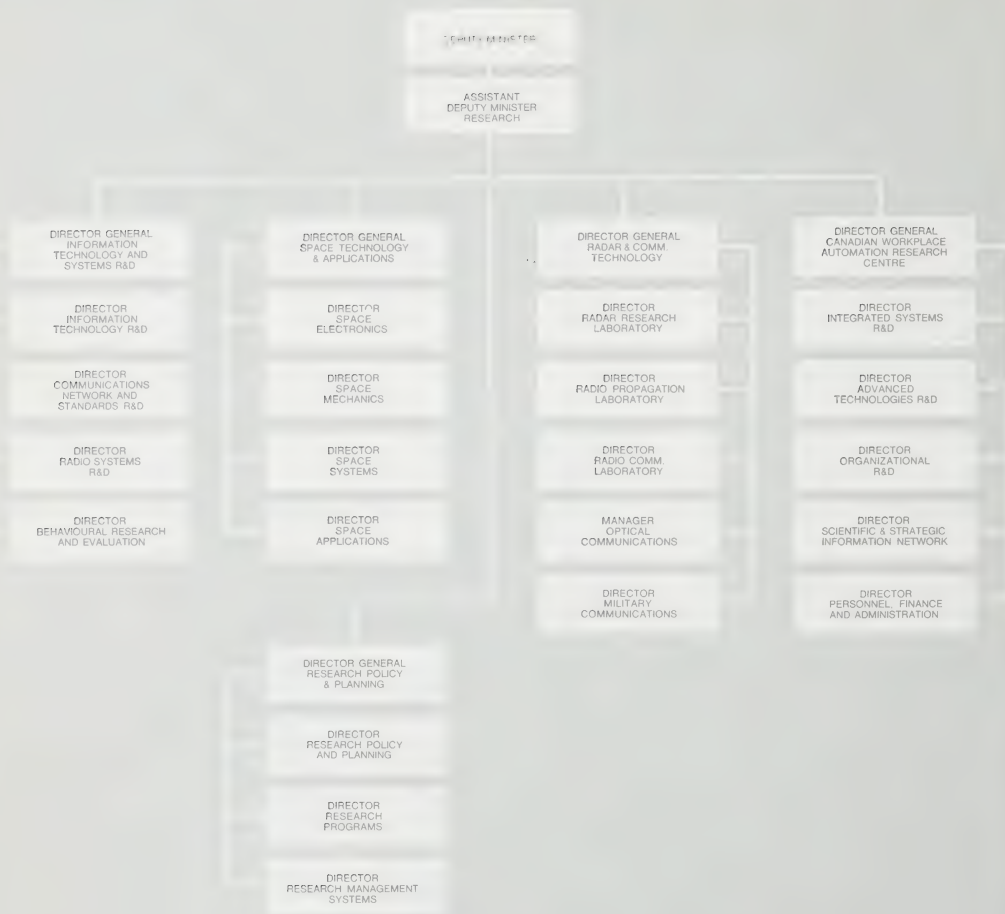 DEPUTY MINISTER
ASSISTANT
DEPUTY MINISTER
RESEARCH
DIRECTOR GENERAL
INFORMATION
TECHNOLOGY AND
SYSTEMS R&D
DIRECTOR
INFORMATION
TECHNOLOGY R&D
DIRECTOR
COMMUNICATIONS
NETWORK AND
STANDARDS R&D
DIRECTOR
RADIO SYSTEMS
R&D
DIRECTOR
BEHAVIOURAL RESEARCH
AND EVALUATION
DIRECTOR GENERAL
SPACE TECHNOLOGY
& APPLICATIONS
DIRECTOR
SPACE
ELECTRONICS
DIRECTOR
SPACE
MECHANICS
DIRECTOR
SPACE
SYSTEMS
DIRECTOR
SPACE
APPLICATIONS
DIRECTOR GENERAL
RADAR & COMM.
TECHNOLOGY
DIRECTOR
RADAR RESEARCH
LABORATORY
DIRECTOR
RADIO PROPAGATION
LABORATORY
DIRECTOR
RADIO COMM.
LABORATORY
MANAGER
OPTICAL
COMMUNICATIONS
DIRECTOR
MILITARY
COMMUNICATIONS
DIRECTOR GENERAL
CANADIAN WORKPLACE
AUTOMATION RESEARCH
CENTRE
DIRECTOR
INTEGRATED SYSTEMS
R&D
DIRECTOR
ADVANCED
TECHNOLOGIES R&D
DIRECTOR
ORGANIZATIONAL
R&D
DIRECTOR
SCIENTIFIC & STRATEGIC
INFORMATION NETWORK
DIRECTOR
PERSONNEL, FINANCE
AND ADMINISTRATION
DIRECTOR GENERAL
RESEARCH POLICY
& PLANNING
DIRECTOR
RESEARCH POLICY
AND PLANNING
DIRECTOR
RESEARCH
PROGRAMS
DIRECTOR
RESEARCH MANAGEMENT
SYSTEMS